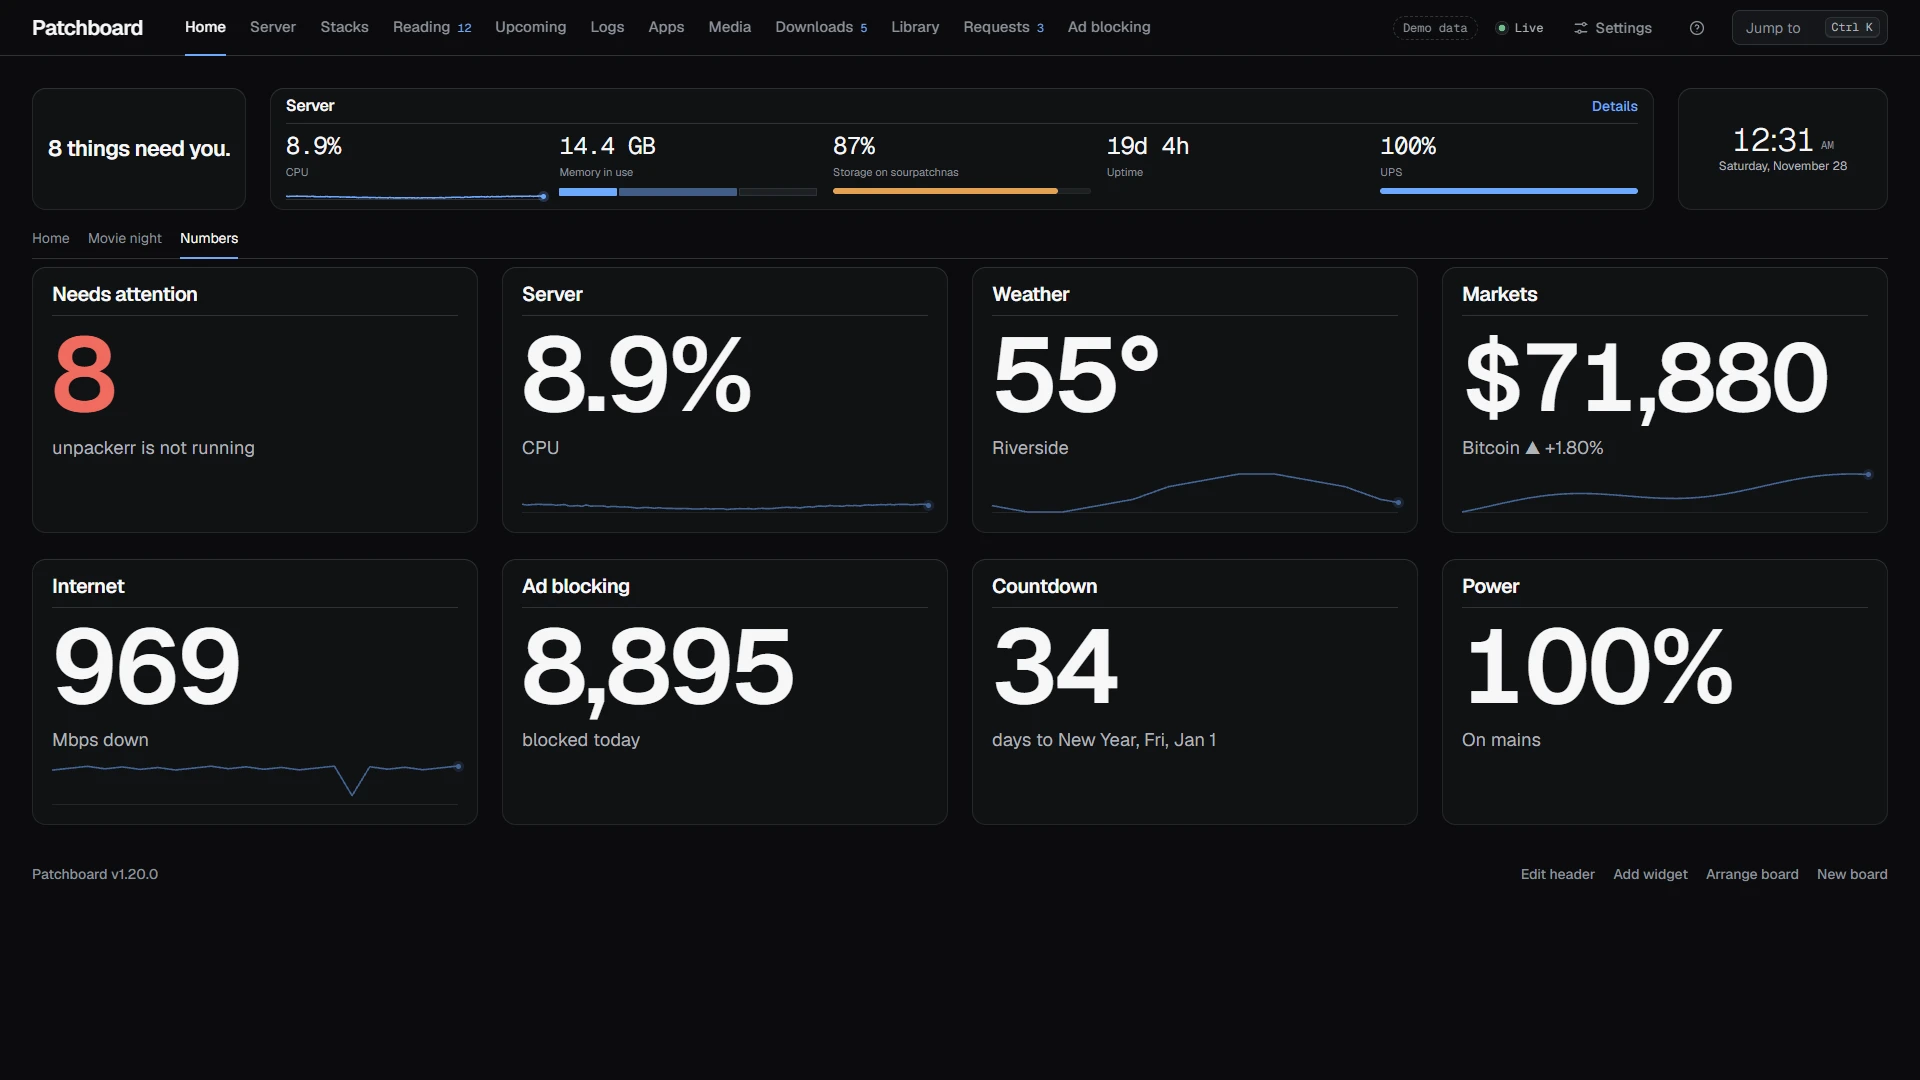 Patchboard Home Server Stacks Reading 12 Upcoming Logs Apps Media Downloads 5 Library Requests 3 Ad blocking Demo data Live Settings Jump to Ctrl K
8 things need you.
Server Details
8.9% 14.4 GB 87% 19d 4h 100%
CPU Memory in use Storage on sourpatchnas Uptime UPS
12:31 AM
Saturday, November 28
Home Movie night Numbers
Needs attention
8
unpackerr is not running
Server
8.9%
CPU
Weather
55°
Riverside
Markets
$71,880
Bitcoin ▲ +1.80%
Internet
969
Mbps down
Ad blocking
8,895
blocked today
Countdown
34
days to New Year, Fri, Jan 1
Power
100%
On mains
Patchboard v1.20.0 Edit header Add widget Arrange board New board